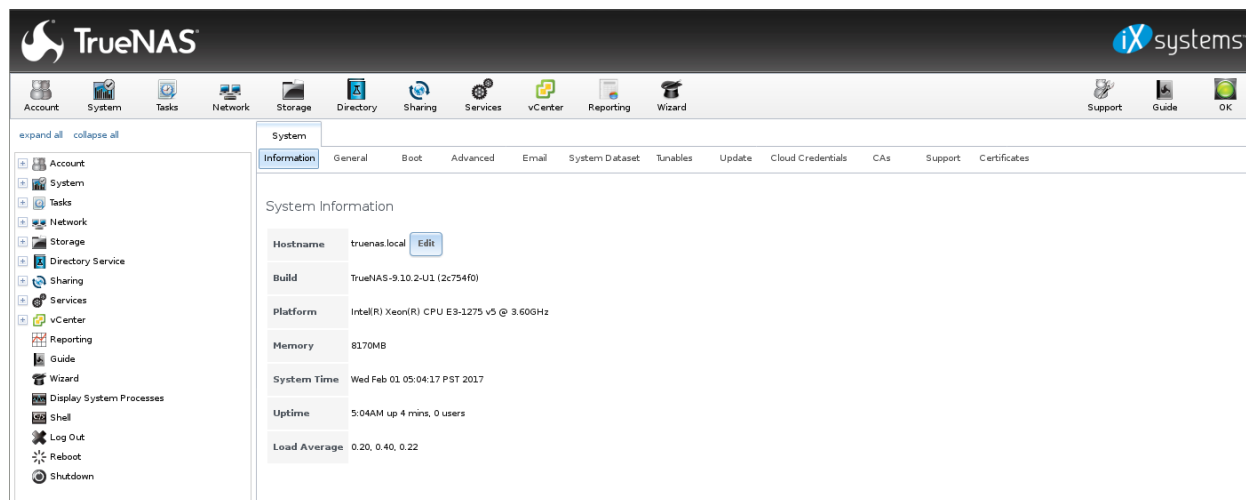 TrueNAS
iXsystems
Account System Tasks Network Storage Directory Sharing Services vCenter Reporting Wizard Support Guide OK
expand all collapse all
Account
System
Tasks
Network
Storage
Directory Service
Sharing
Services
vCenter
Reporting
Guide
Wizard
Display System Processes
Shell
Log Out
Reboot
Shutdown
System
Information General Boot Advanced Email System Dataset Tunables Update Cloud Credentials CAs Support Certificates
System Information
Hostname truenas.local Edit
Build TrueNAS-9.10.2-U1 (2c754f0)
Platform Intel(R) Xeon(R) CPU E3-1275 v5 @ 3.60GHz
Memory 8170MB
System Time Wed Feb 01 05:04:17 PST 2017
Uptime 5:04AM up 4 mins, 0 users
Load Average 0.20, 0.40, 0.22